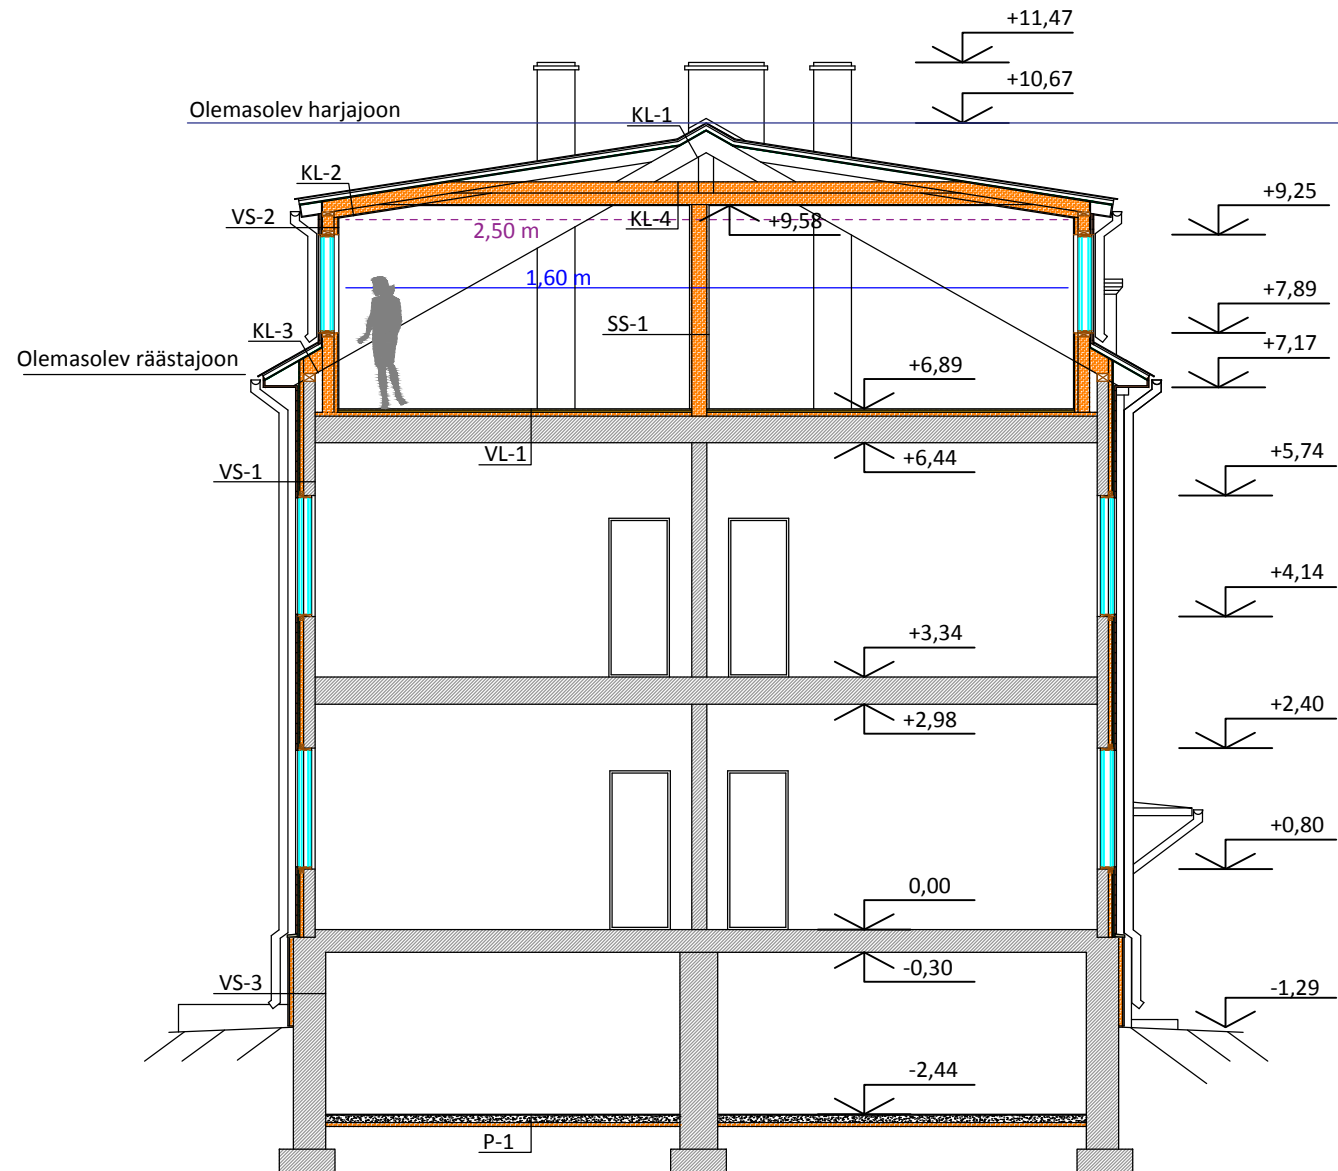 +11,47
+10,67
Olemasolev harjajoon
KL-1
KL-2
+9,25
VS-2
2,50 m
KL-4
+9,58
1,60 m
+7,89
KL-3
SS-1
Olemasolev räästajoon
+7,17
+6,89
VL-1
+6,44
+5,74
VS-1
+4,14
+3,34
+2,98
+2,40
+0,80
0,00
-0,30
VS-3
-1,29
-2,44
P-1